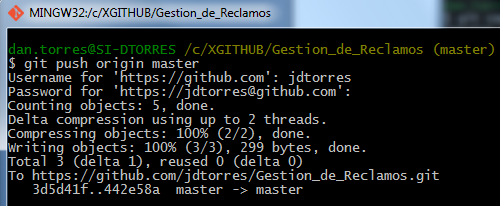 MINGW32:/c/XGITHUB/Gestion_de_Reclamos
dan.torres@SI-DTORRES /c/XGITHUB/Gestion_de_Reclamos (master)
$ git push origin master
Username for 'https://github.com': jdtorres
Password for 'https://jdtorres@github.com':
Counting objects: 5, done.
Delta compression using up to 2 threads.
Compressing objects: 100% (2/2), done.
Writing objects: 100% (3/3), 299 bytes, done.
Total 3 (delta 1), reused 0 (delta 0)
To https://github.com/jdtorres/Gestion_de_Reclamos.git
   3d5d41f..442e58a  master -> master